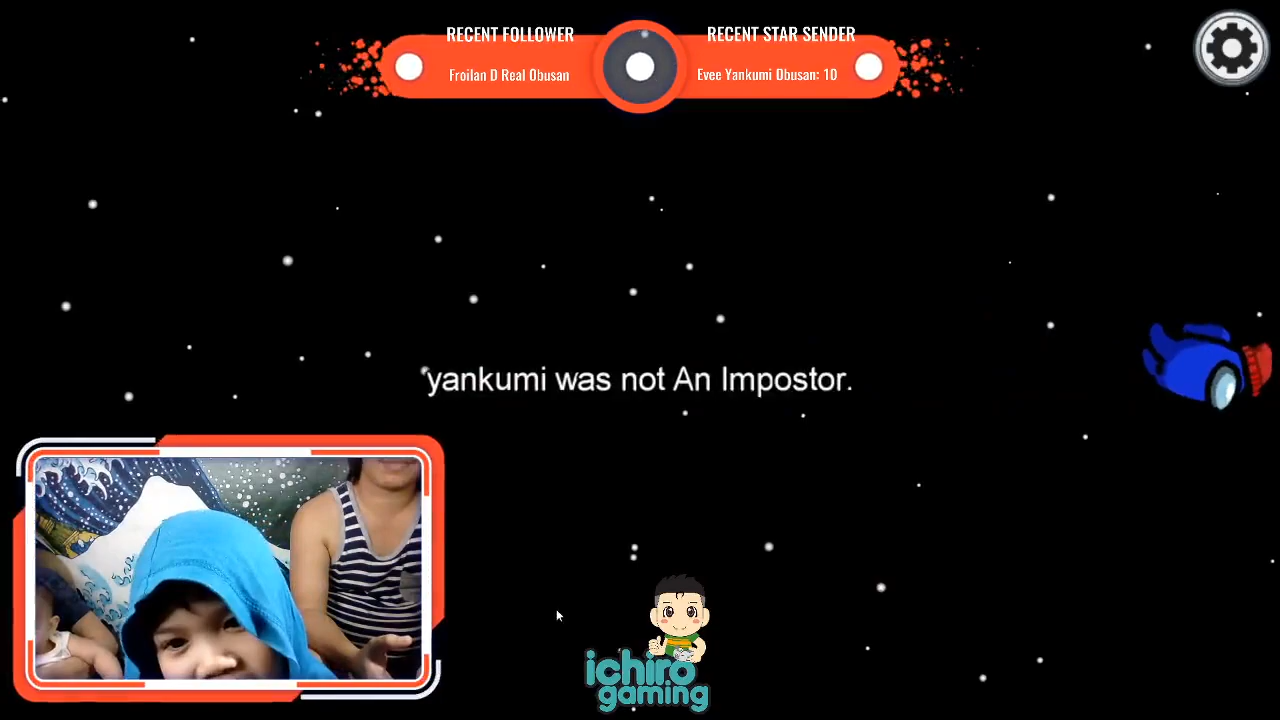 RECENT FOLLOWER
Froilan D Real Obusan
RECENT STAR SENDER
Evee Yankumi Obusan: 10
yankumi was not An Impostor.
ichiro
gaming